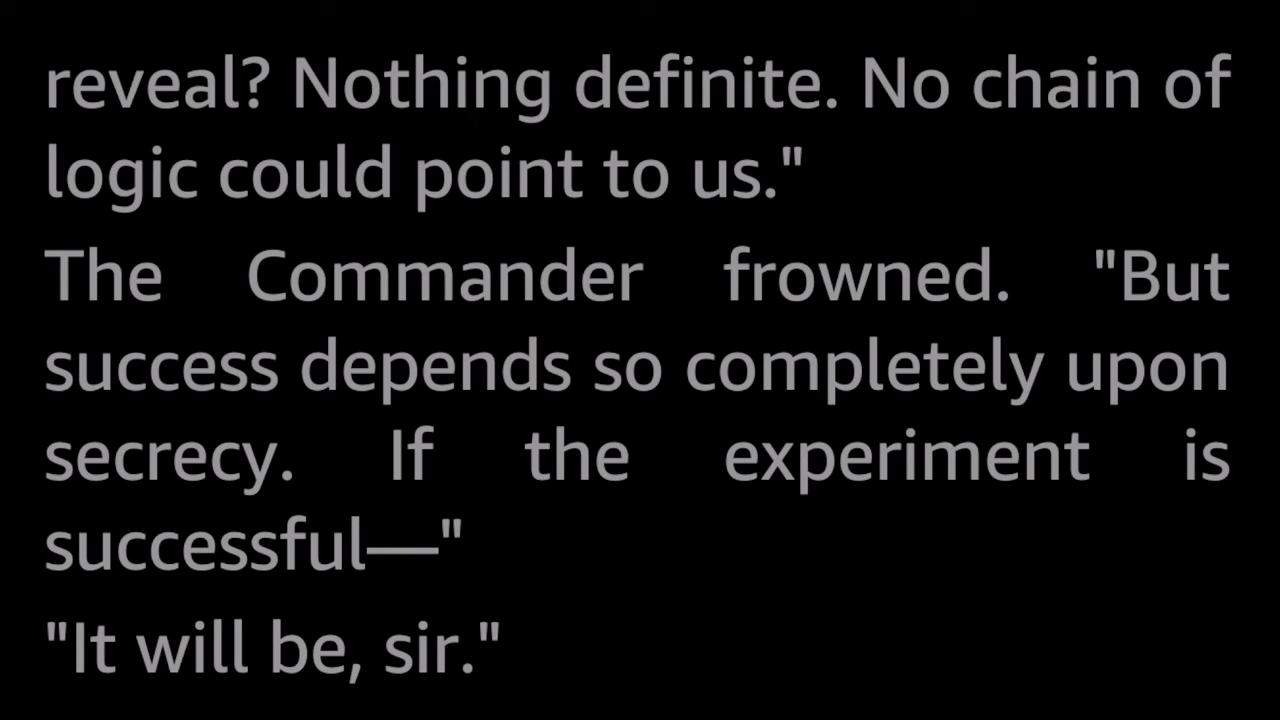 reveal? Nothing definite. No chain of
logic could point to us."
The Commander frowned. "But
success depends so completely upon
secrecy. If the experiment is
successful—"
"It will be, sir."